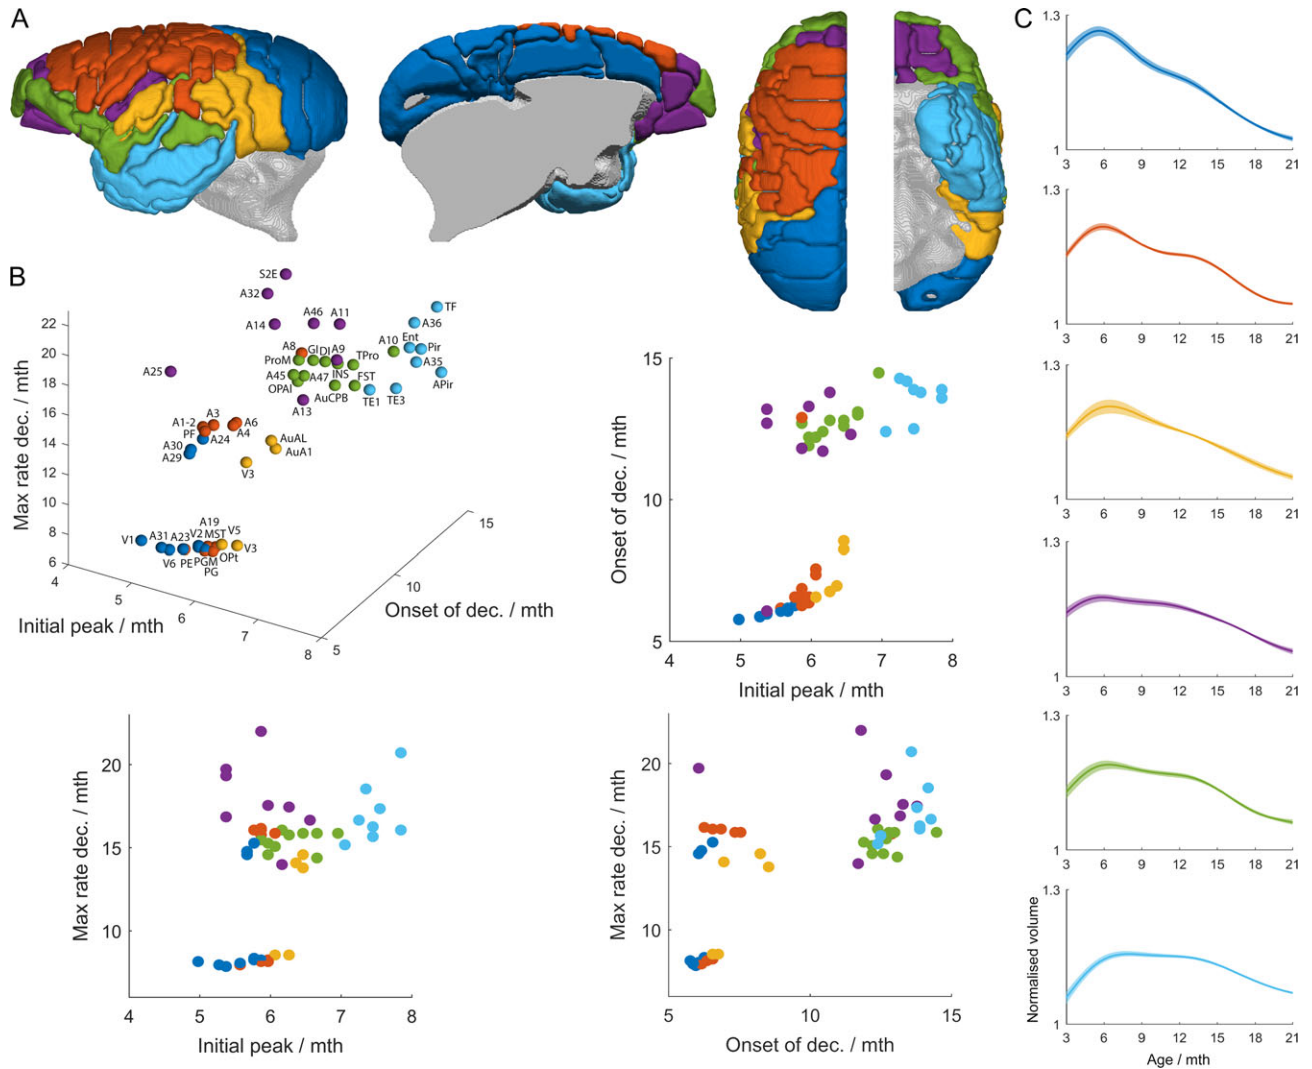 A
B
C
Max rate dec. / mth
22
20
18
16
14
12
10
8
6
4
5
6
7
8
Initial peak / mth
5
10
15
Onset of dec. / mth
S2E
A32
A14
A46
A11
A25
A8
GI
DI
A9
TPro
A10
ProM
A45
A47
INS
FST
OPAl
AuCPB
A13
TF
A36
Ent
Pir
A35
APir
TE1
TE3
A1-2
A3
A6
A4
PF
A24
A30
A29
AuAL
AuA1
V3
V1
A31
A23
A19
V2
MST
V5
V3
V6
PE
PGM
OPt
PG
15
10
5
Onset of dec. / mth
4
5
6
7
8
Initial peak / mth
20
15
10
Max rate dec. / mth
4
5
6
7
8
Initial peak / mth
20
15
10
Max rate dec. / mth
5
10
15
Onset of dec. / mth
1.3
1
3 6 9 12 15 18 21
1.3
1
3 6 9 12 15 18 21
1.3
1
3 6 9 12 15 18 21
1.3
1
3 6 9 12 15 18 21
1.3
1
3 6 9 12 15 18 21
1.3
Normalised volume
1
3 6 9 12 15 18 21
Age / mth